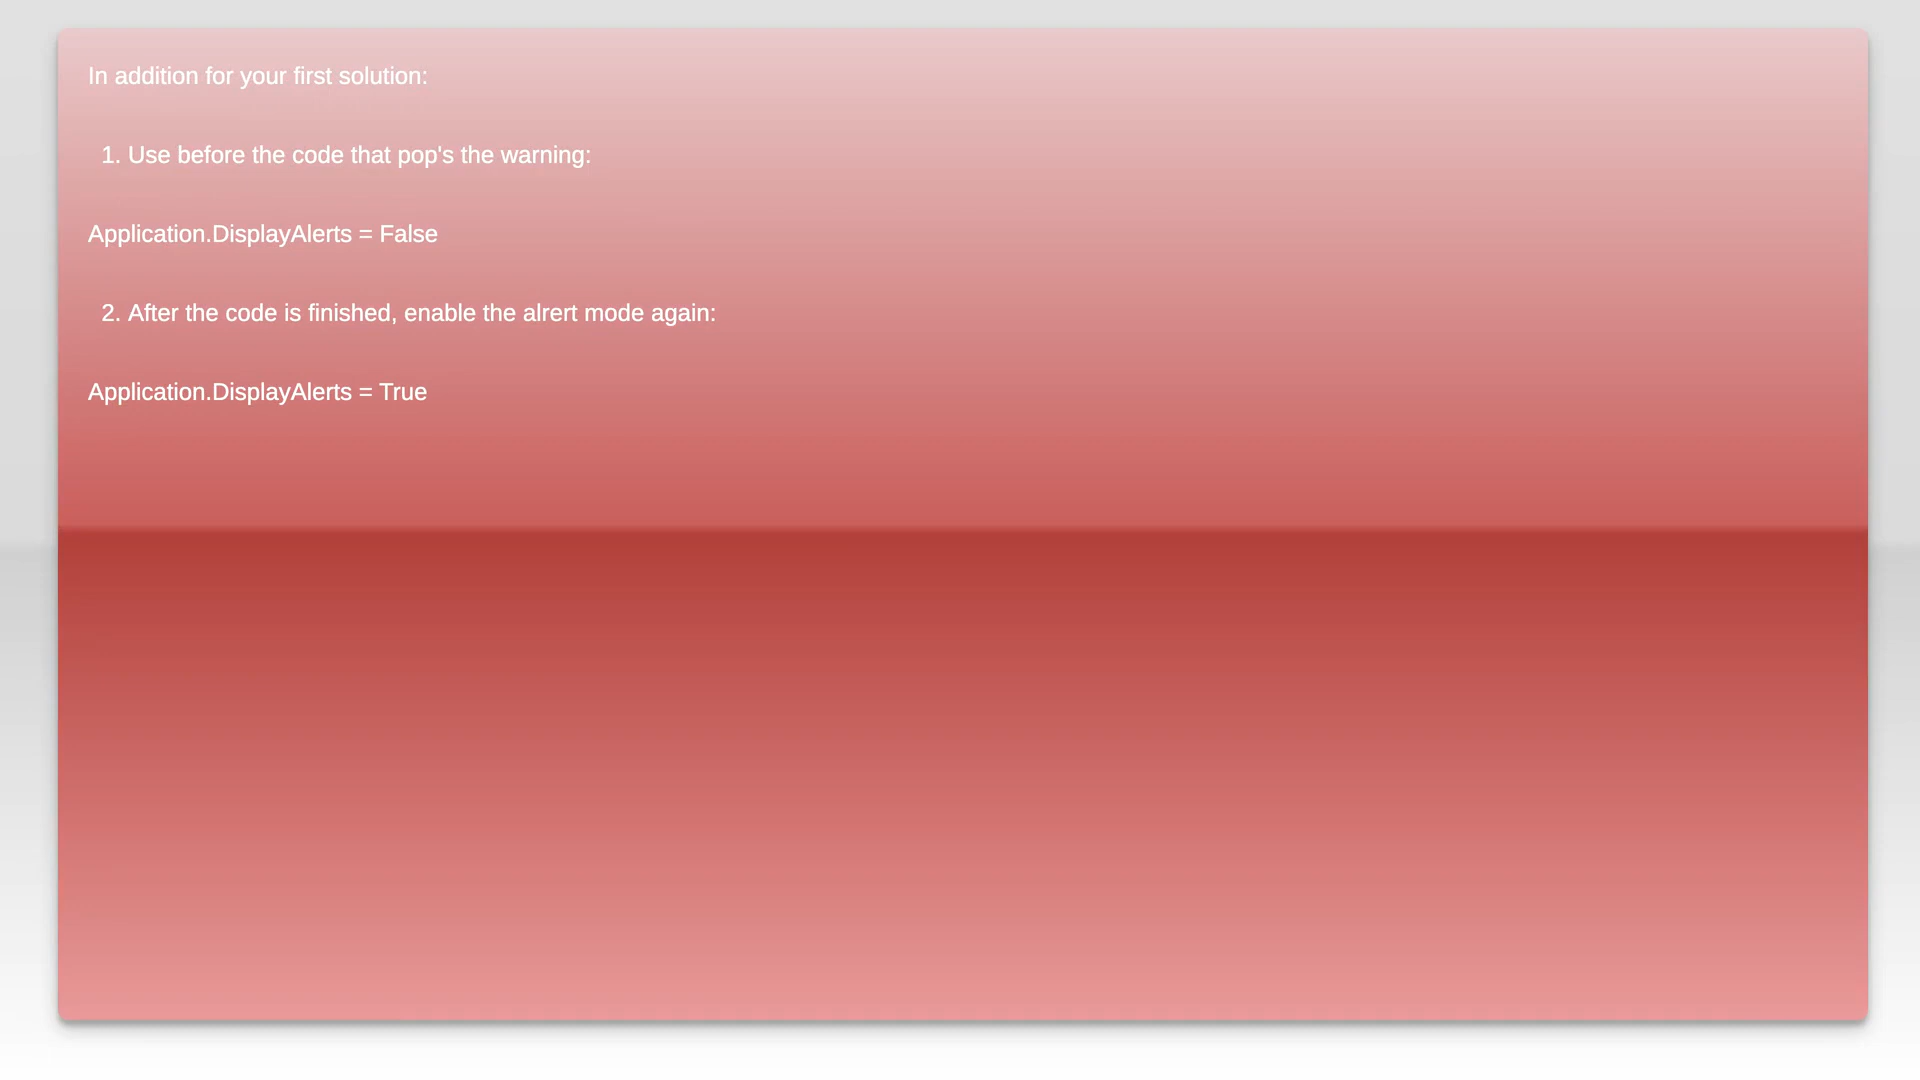 In addition for your first solution:
1. Use before the code that pop's the warning:
Application.DisplayAlerts = False
2. After the code is finished, enable the alrert mode again:
Application.DisplayAlerts = True